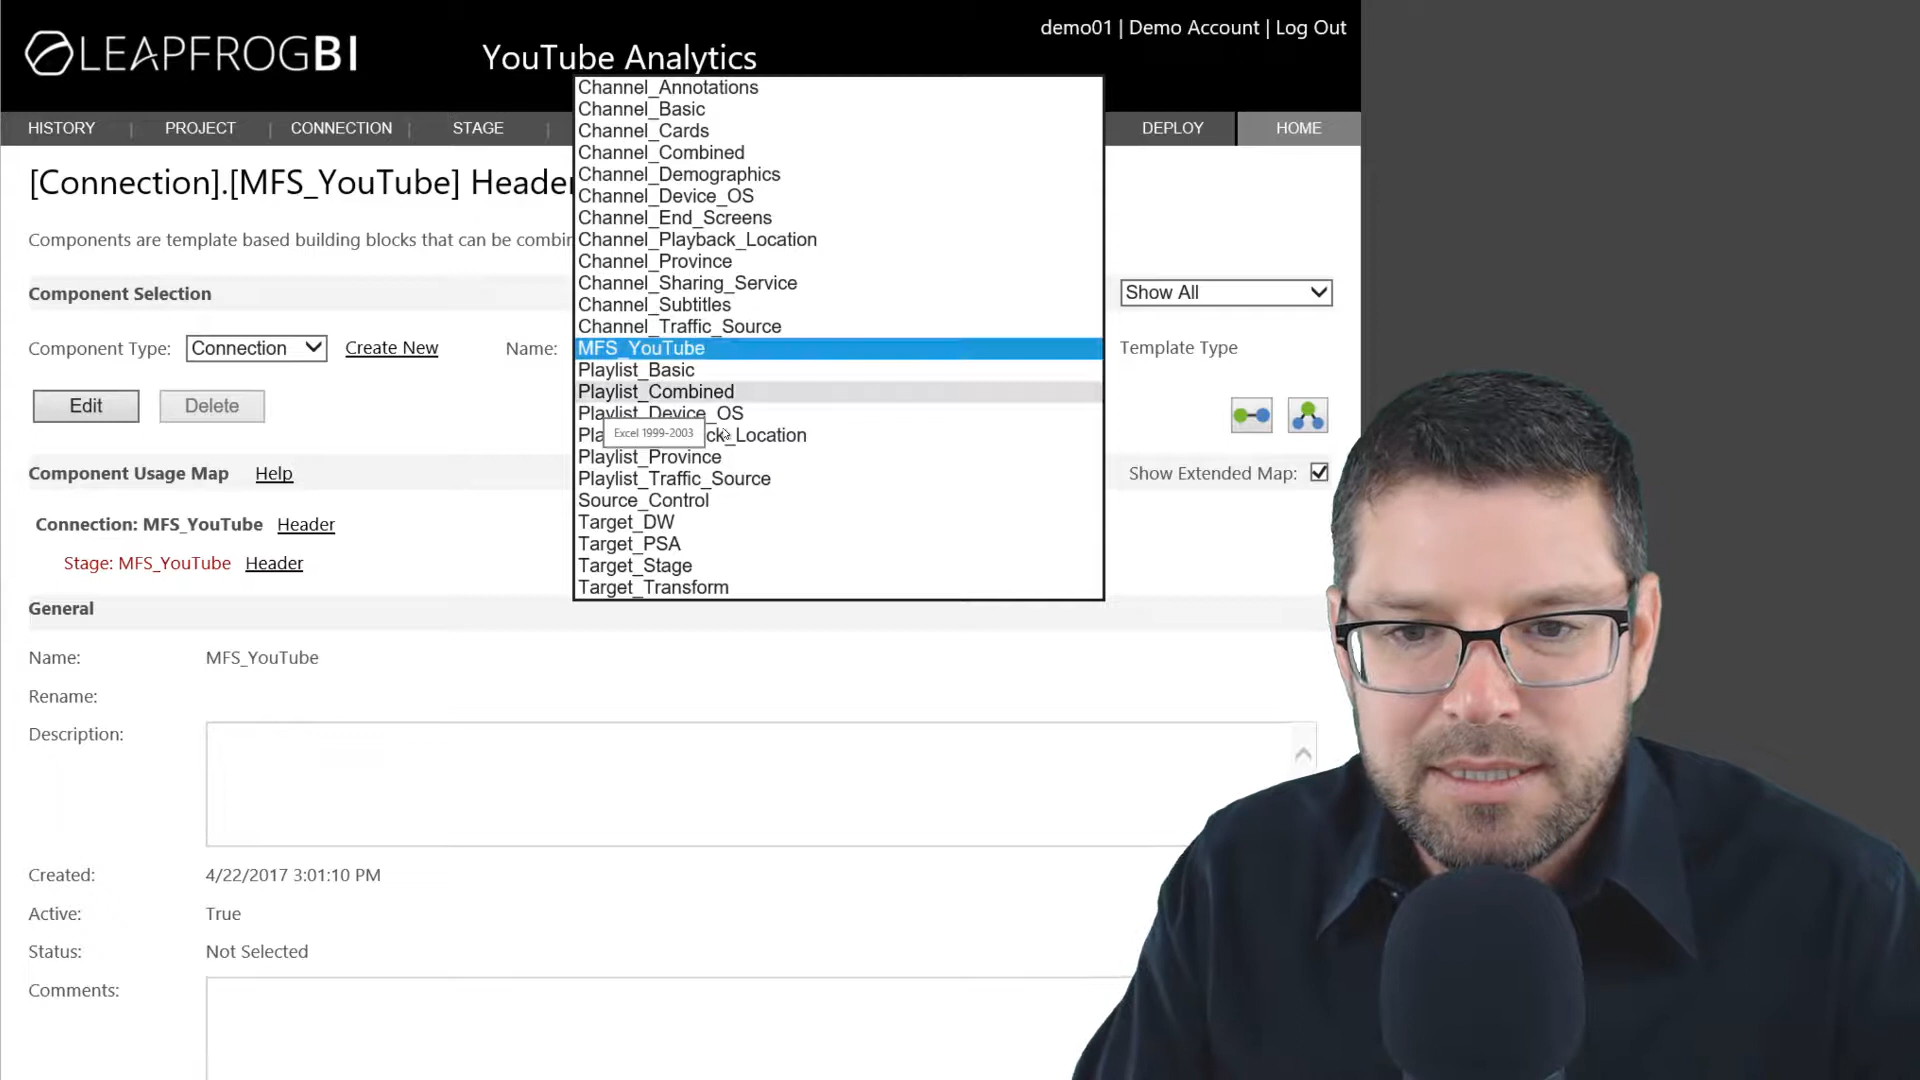 LEAPFROGBI
YouTube Analytics
demo01 | Demo Account | Log Out
HISTORY | PROJECT | CONNECTION | STAGE |
DEPLOY
HOME
[Connection].[MFS_YouTube] Header
Components are template based building blocks that can be
Component Selection
Show All
Component Type:
Connection
Create New
Name:
Template Type
Edit
Delete
Channel_Annotations
Channel_Basic
Channel_Cards
Channel_Combined
Channel_Demographics
Channel_Device_OS
Channel_End_Screens
Channel_Playback_Location
Channel_Province
Channel_Sharing_Service
Channel_Subtitles
Channel_Traffic_Source
MFS_YouTube
Playlist_Basic
Playlist_Combined
Playlist_Device_OS
Excel 1999-2003
_Location
Playlist_Province
Playlist_Traffic_Source
Source_Control
Target_DW
Target_PSA
Target_Stage
Target_Transform
Component Usage Map
Help
Show Extended Map:
Connection: MFS_YouTube Header
Stage: MFS_YouTube Header
General
Name: MFS_YouTube
Rename:
Description:
Created: 4/22/2017 3:01:10 PM
Active: True
Status: Not Selected
Comments: